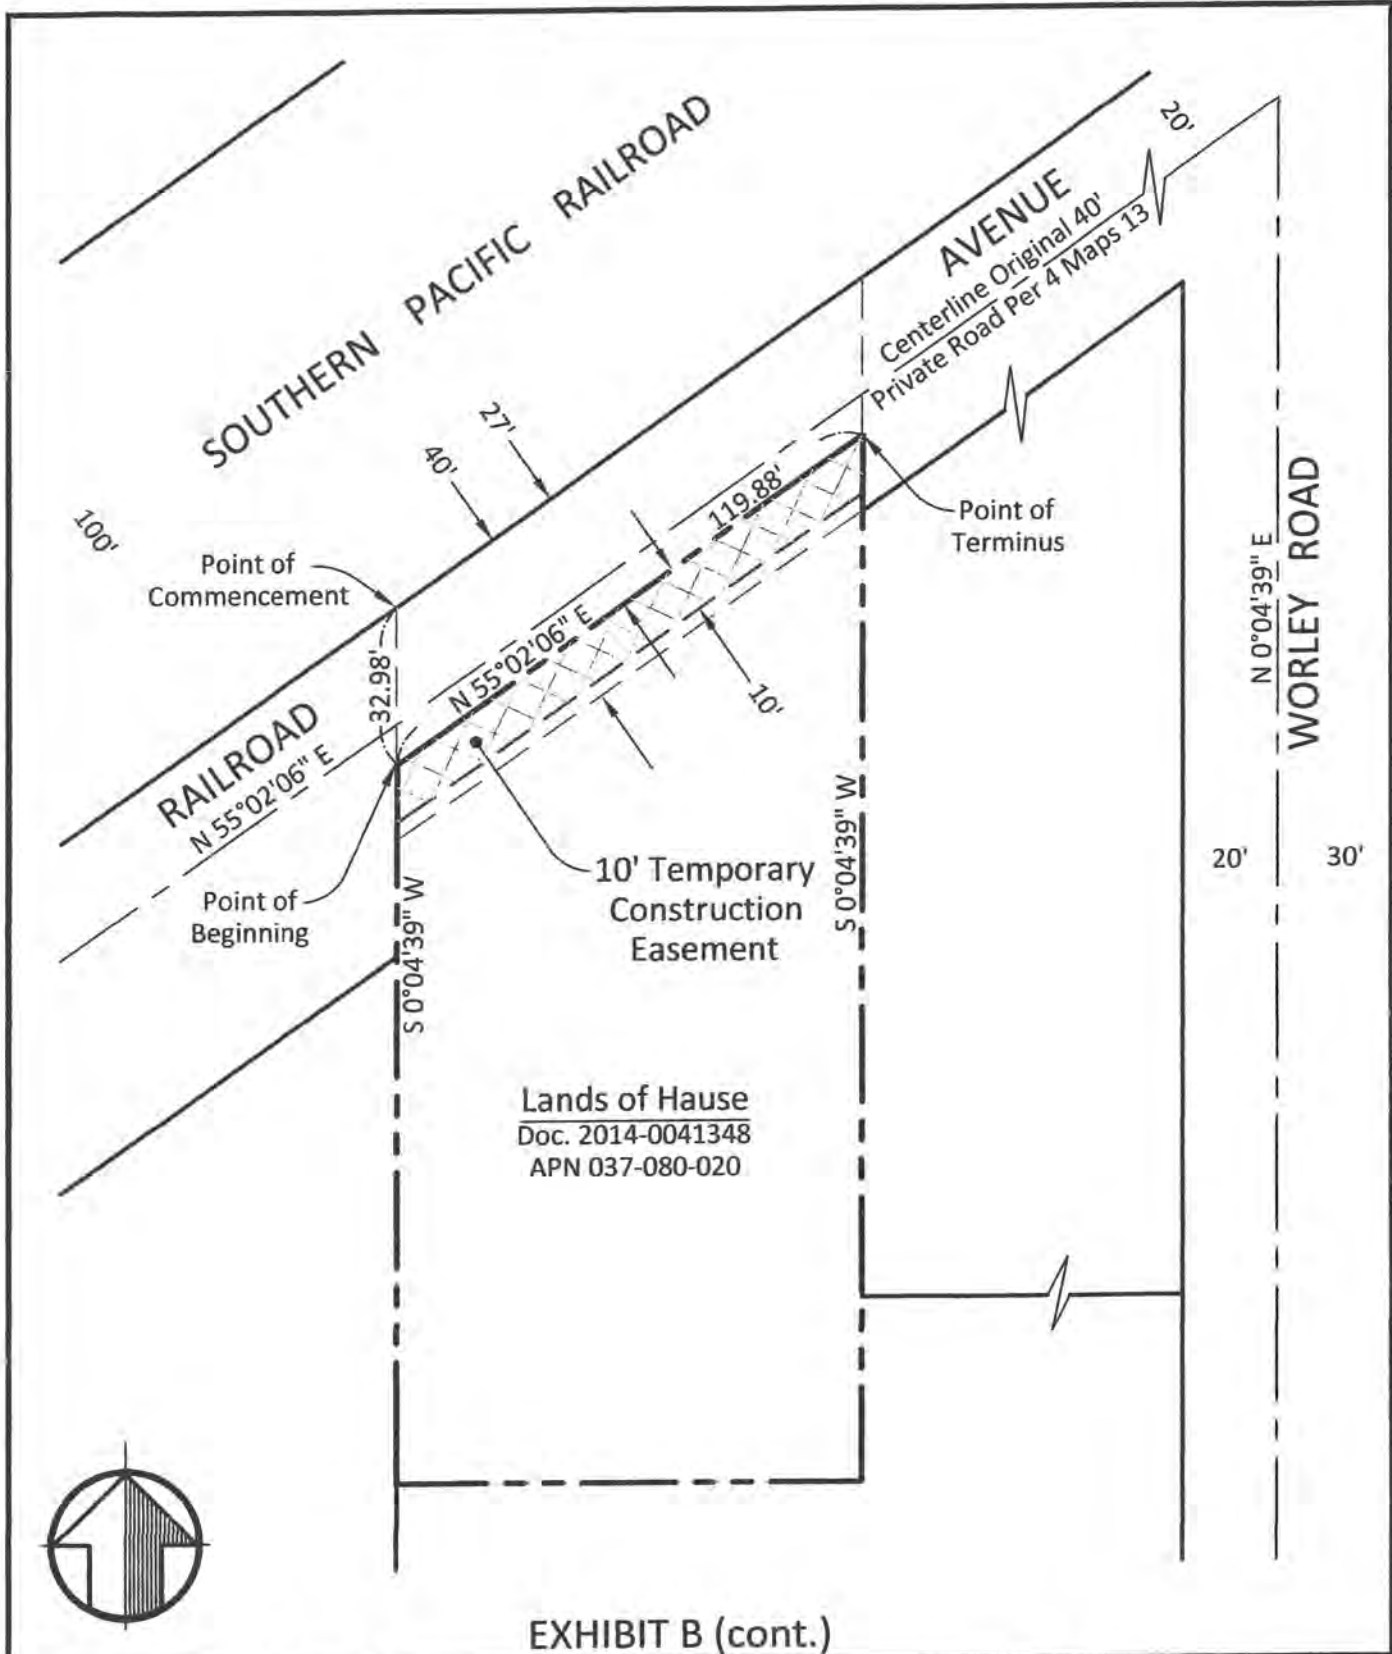 SOUTHERN PACIFIC RAILROAD
20'
AVENUE
Centerline Original 40'
Private Road Per 4 Maps 13
27'
40'
100'
119.88'
Point of
Terminus
Point of
Commencement
N 0°04'39" E
WORLEY ROAD
32.98'
N 55°02'06" E
10'
RAILROAD
N 55°02'06" E
S 0°04'39" W
20'
30'
10' Temporary
Construction
Easement
Point of
Beginning
S 0°04'39" W
Lands of Hause
Doc. 2014-0041348
APN 037-080-020
EXHIBIT B (cont.)